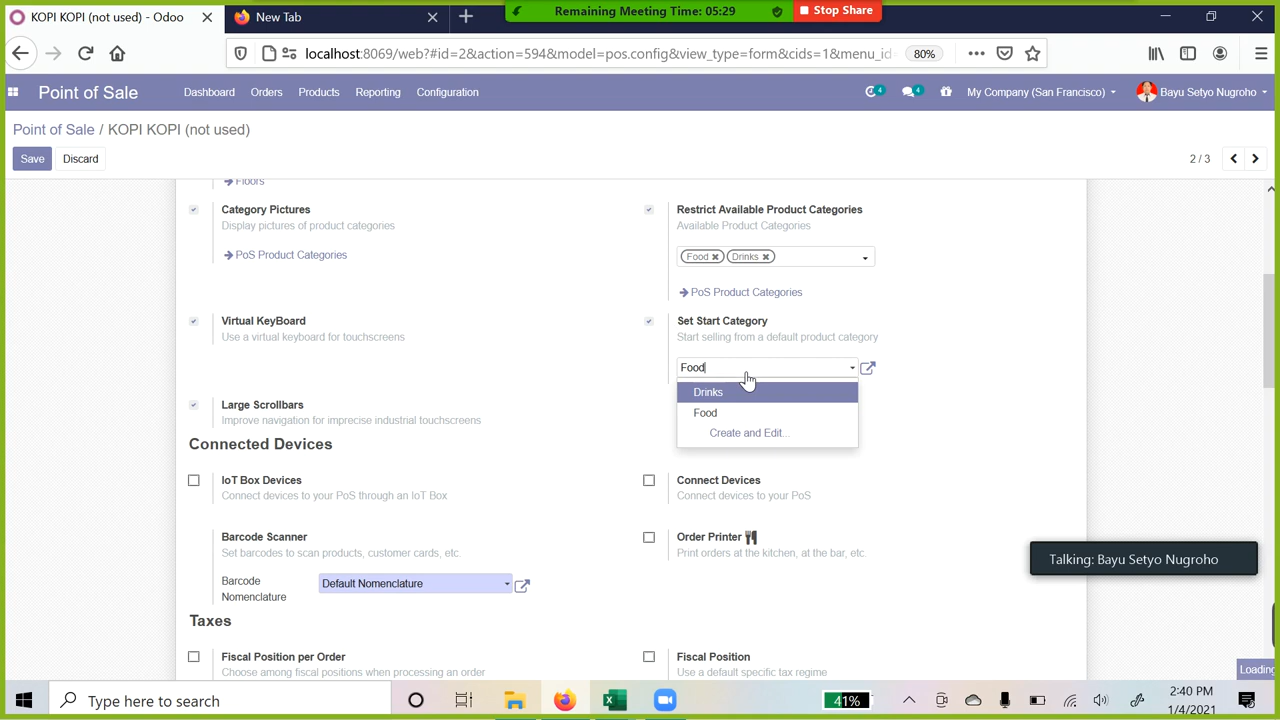 KOPI KOPI (not used) - Odoo
New Tab
Remaining Meeting Time: 05:29
Stop Share
localhost:8069/web?#id=2&action=594&model=pos.config&view_type=form&cids=1&menu_id
80%
Point of Sale
Dashboard
Orders
Products
Reporting
Configuration
4
4
My Company (San Francisco)
Bayu Setyo Nugroho
Point of Sale / KOPI KOPI (not used)
Save
Discard
2 / 3
Floors
Category Pictures
Display pictures of product categories
PoS Product Categories
Restrict Available Product Categories
Available Product Categories
Food
Drinks
PoS Product Categories
Virtual KeyBoard
Use a virtual keyboard for touchscreens
Set Start Category
Start selling from a default product category
Food
Drinks
Food
Create and Edit...
Large Scrollbars
Improve navigation for imprecise industrial touchscreens
Connected Devices
IoT Box Devices
Connect devices to your PoS through an IoT Box
Connect Devices
Connect devices to your PoS
Barcode Scanner
Set barcodes to scan products, customer cards, etc.
Barcode
Nomenclature
Default Nomenclature
Order Printer
Print orders at the kitchen, at the bar, etc.
Talking: Bayu Setyo Nugroho
Taxes
Fiscal Position per Order
Choose among fiscal positions when processing an order
Fiscal Position
Use a default specific tax regime
Loading
Type here to search
41%
2:40 PM
1/4/2021